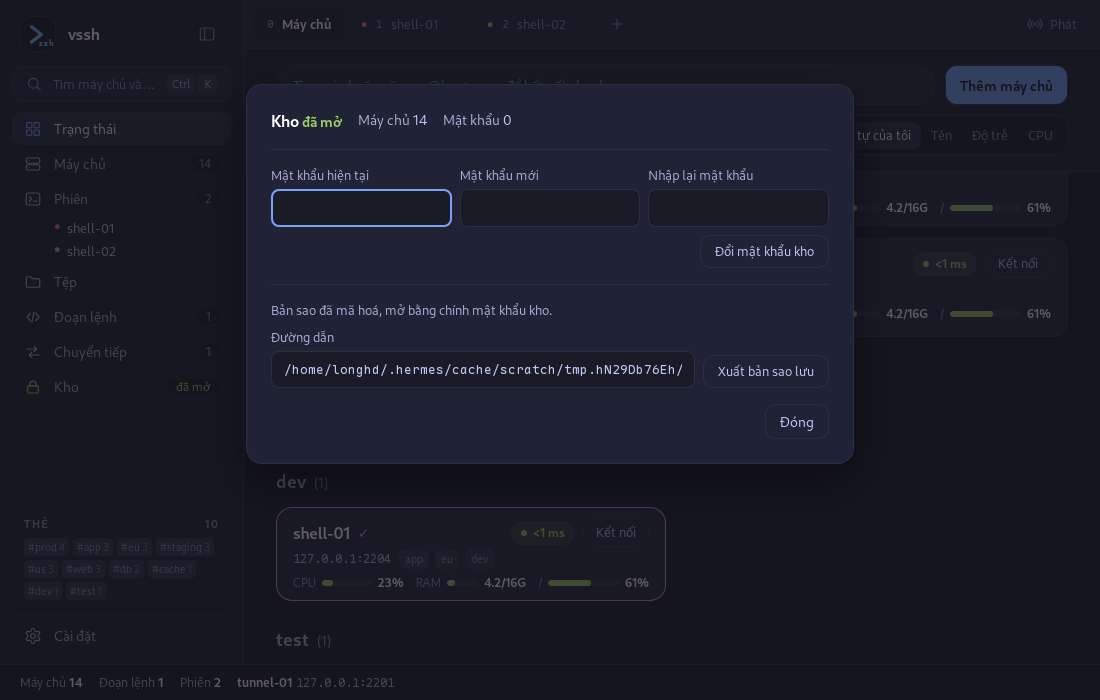 ssh
vssh
0 Máy chủ
1 shell-01
2 shell-02
Phát
Tìm máy chủ và… Ctrl K
Thêm máy chủ
Trạng thái
Máy chủ 14
Phiên 2
shell-01
shell-02
Tệp
Đoạn lệnh 1
Chuyển tiếp 1
Kho đã mở
THẺ 10
#prod 4 #app 3 #eu 3 #staging 3
#us 3 #web 3 #db 2 #cache 1
#dev 1 #test 1
Cài đặt
tự của tôi Tên Độ trễ CPU
4.2/16G / 61%
<1 ms Kết nối
4.2/16G / 61%
Kho đã mở Máy chủ 14 Mật khẩu 0
Mật khẩu hiện tại Mật khẩu mới Nhập lại mật khẩu
Đổi mật khẩu kho
Bản sao đã mã hoá, mở bằng chính mật khẩu kho.
Đường dẫn
/home/longhd/.hermes/cache/scratch/tmp.hN29Db76Eh/
Xuất bản sao lưu
Đóng
dev (1)
shell-01 ✓ <1 ms Kết nối
127.0.0.1:2204 app eu dev
CPU 23% RAM 4.2/16G / 61%
test (1)
Máy chủ 14 Đoạn lệnh 1 Phiên 2 tunnel-01 127.0.0.1:2201